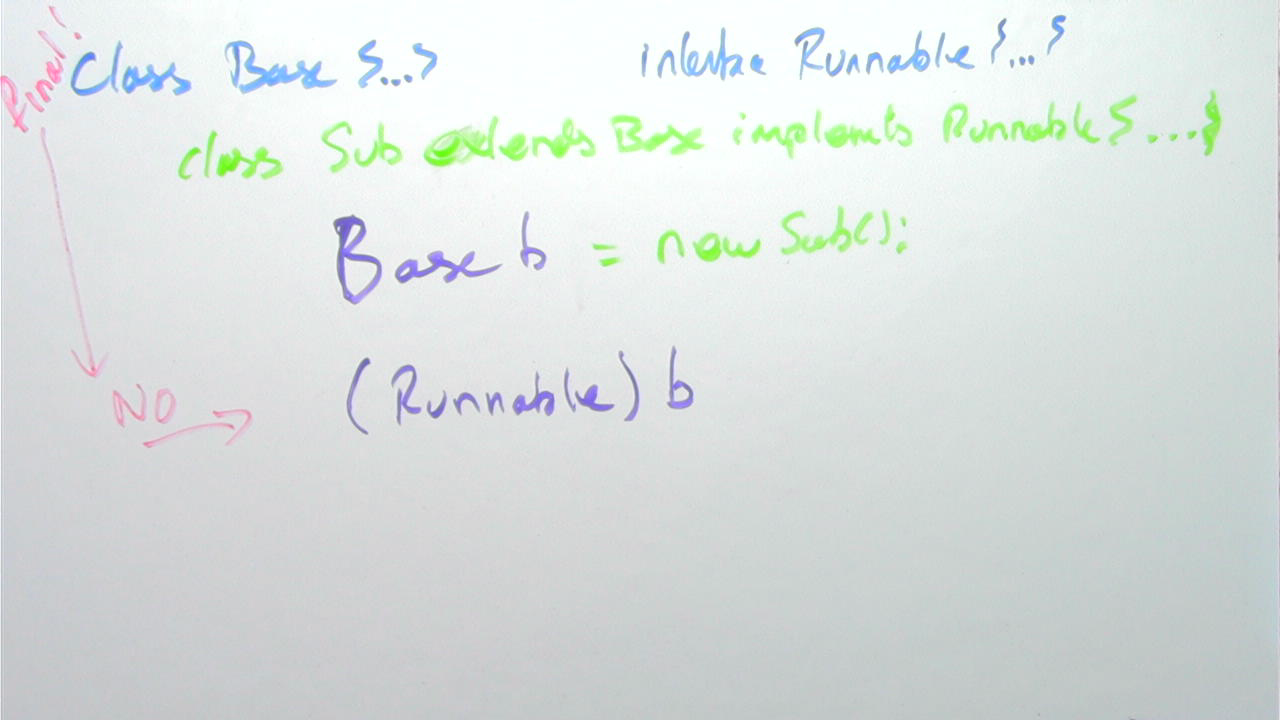 final!
Class Base {...}
interface Runnable {...}
class Sub extends Base implements Runnable { ....}
Base b = new Sub();
(Runnable) b
NO